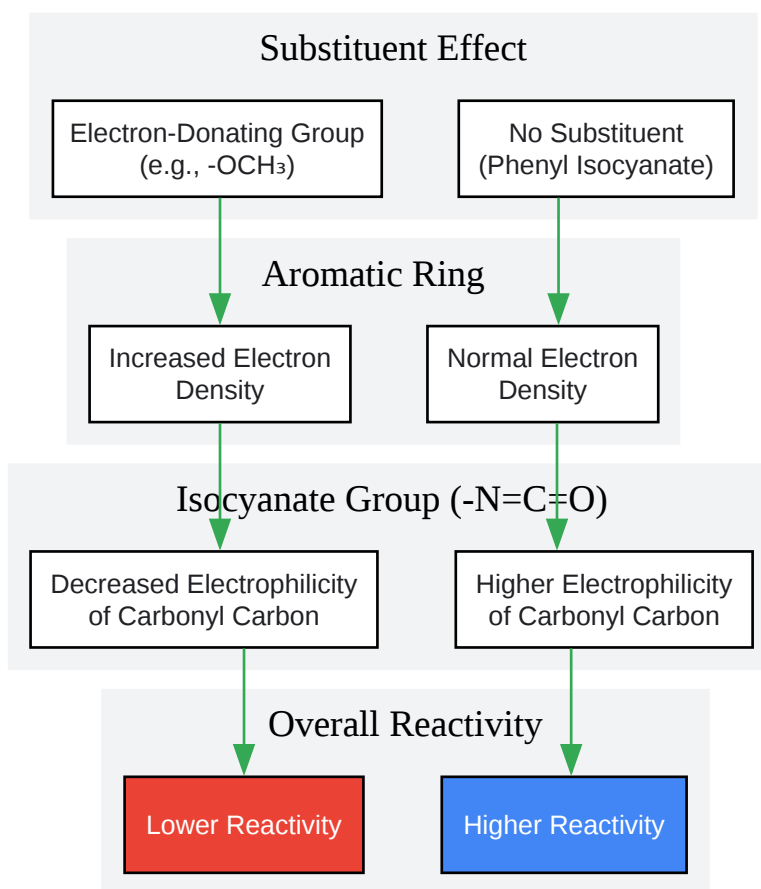 Substituent Effect
Electron-Donating Group
(e.g., -OCH₃)
No Substituent
(Phenyl Isocyanate)
Aromatic Ring
Increased Electron
Density
Normal Electron
Density
Isocyanate Group (-N=C=O)
Decreased Electrophilicity
of Carbonyl Carbon
Higher Electrophilicity
of Carbonyl Carbon
Overall Reactivity
Lower Reactivity
Higher Reactivity